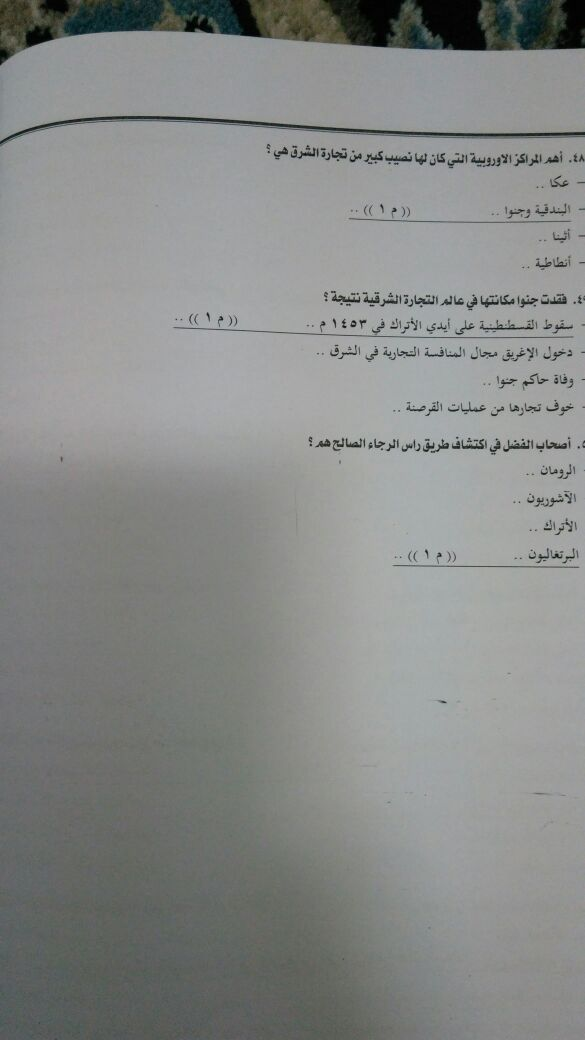 ٤٨. أهم المراكز الاوروبية التي كان لها نصيب كبير من تجارة الشرق هي ؟
- عكا ..
- البندقية وجنوا .. (( م ١ )) ..
- أثينا ..
- أنطاطية ..
فقدت جنوا مكانتها في عالم التجارة الشرقية نتيجة ؟
- سقوط القسطنطينية على أيدي الأتراك في ١٤٥٣ م .. (( م ١ )) ..
- دخول الإغريق مجال المنافسة التجارية في الشرق ..
- وفاة حاكم جنوا ..
- خوف تجارها من عمليات القرصنة ..
أصحاب الفضل في اكتشاف طريق راس الرجاء الصالح هم ؟
- الرومان ..
الآشوريون ..
الأتراك ..
البرتغاليون .. (( م ١ )) ..